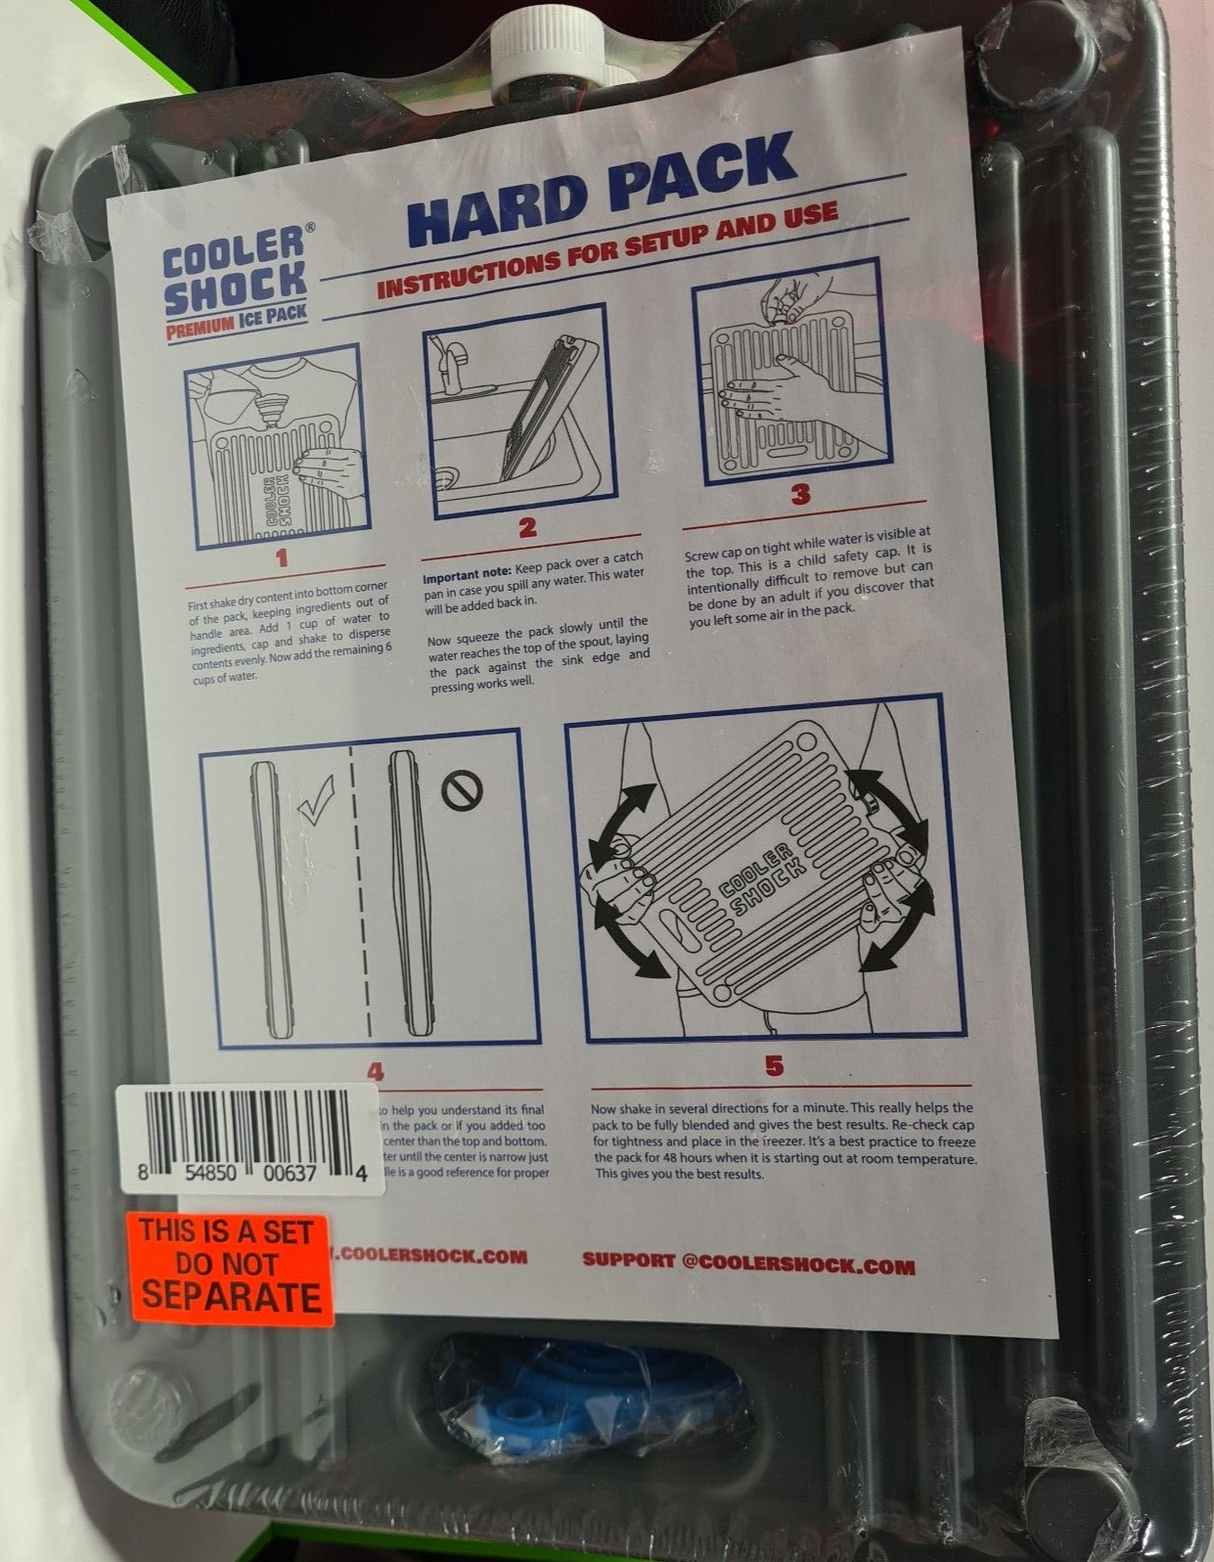 HARD PACK
COOLER®
SHOCK
PREMIUM ICE PACK
INSTRUCTIONS FOR SETUP AND USE
COOLER
SHOCK
1
First shake dry content into bottom corner
of the pack, keeping ingredients out of
handle area. Add 1 cup of water to
ingredients, cap and shake to disperse
contents evenly. Now add the remaining 6
cups of water.
2
Important note: Keep pack over a catch
pan in case you spill any water. This water
will be added back in.
Now squeeze the pack slowly until the
water reaches the top of the spout, laying
the pack against the sink edge and
pressing works well.
3
Screw cap on tight while water is visible at
the top. This is a child safety cap. It is
intentionally difficult to remove but can
be done by an adult if you discover that
you left some air in the pack.
COOLER
SHOCK
4
help you understand its final
in the pack or if you added too
center than the top and bottom.
until the center is narrow just
is a good reference for proper
5
Now shake in several directions for a minute. This really helps the
pack to be fully blended and gives the best results. Re-check cap
for tightness and place in the freezer. It's a best practice to freeze
the pack for 48 hours when it is starting out at room temperature.
This gives you the best results.
8 54850 00637 4
THIS IS A SET
DO NOT
SEPARATE
.COOLERSHOCK.COM
SUPPORT @COOLERSHOCK.COM